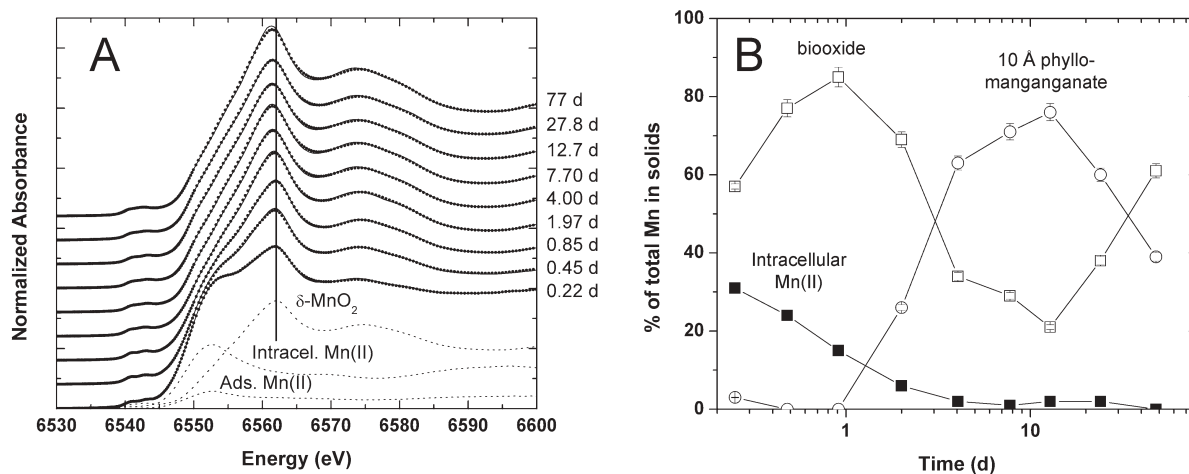 A
Normalized Absorbance
77 d
27.8 d
12.7 d
7.70 d
4.00 d
1.97 d
0.85 d
0.45 d
0.22 d
δ-MnO2
Intracel. Mn(II)
Ads. Mn(II)
6530 6540 6550 6560 6570 6580 6590 6600
Energy (eV)
B
% of total Mn in solids
100
80
60
40
20
0
biooxide
10 Å phyllo-
manganganate
Intracellular
Mn(II)
1 10
Time (d)